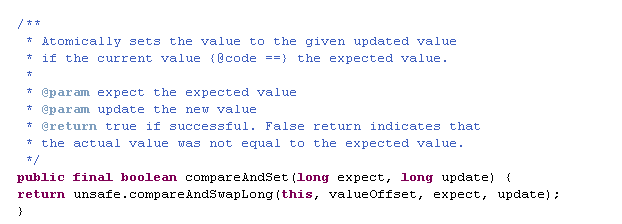 /**
* Atomically sets the value to the given updated value
* if the current value {@code ==} the expected value.
*
* @param expect the expected value
* @param update the new value
* @return true if successful. False return indicates that
* the actual value was not equal to the expected value.
*/
public final boolean compareAndSet(long expect, long update) {
return unsafe.compareAndSwapLong(this, valueOffset, expect, update);
}